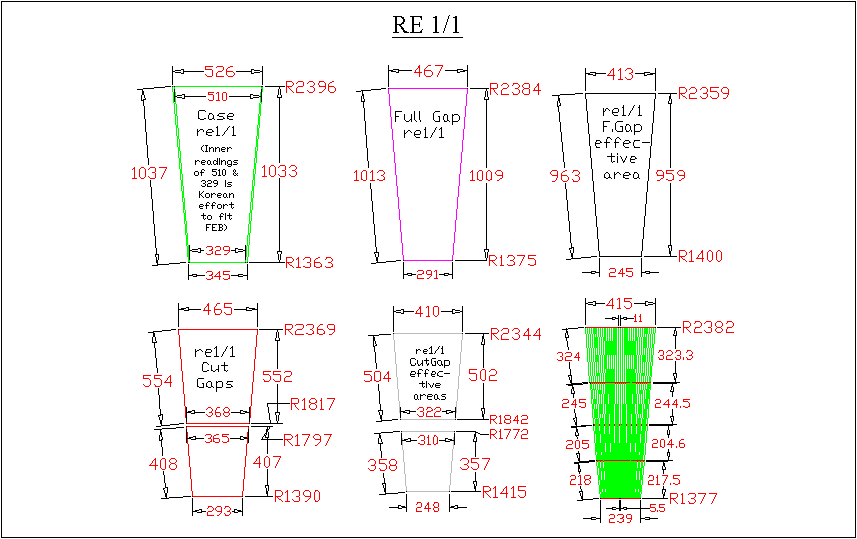 RE 1/1
526
510
R2396
Case
re1/1
(Inner
readings
of 510 &
329 is
Korean
effort
to fit
FEB)
1037
1033
329
345
R1363
467
R2384
Full Gap
re1/1
1013
1009
291
R1375
413
R2359
re1/1
F.Gap
effec-
tive
area
963
959
245
R1400
465
R2369
re1/1
Cut
Gaps
554
552
368
R1817
365
R1797
408
407
293
R1390
410
R2344
re1/1
CutGap
effec-
tive
areas
504
502
322
R1842
R1772
310
358
357
248
R1415
415
11
R2382
324
323.3
245
244.5
205
204.6
218
217.5
R1377
5.5
239